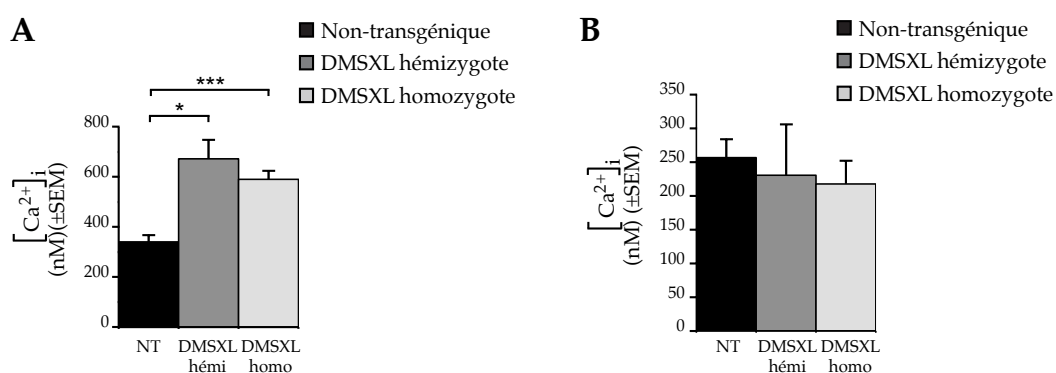 A
Non-transgénique
DMSXL hémizygote
DMSXL homozygote
***
*
800
600
400
200
0
[Ca2+]i
(nM)(±SEM)
NT
DMSXL
hémi
DMSXL
homo
B
Non-transgénique
DMSXL hémizygote
DMSXL homozygote
350
300
250
200
150
100
50
0
[Ca2+]i
(nM) (±SEM)
NT
DMSXL
hémi
DMSXL
homo